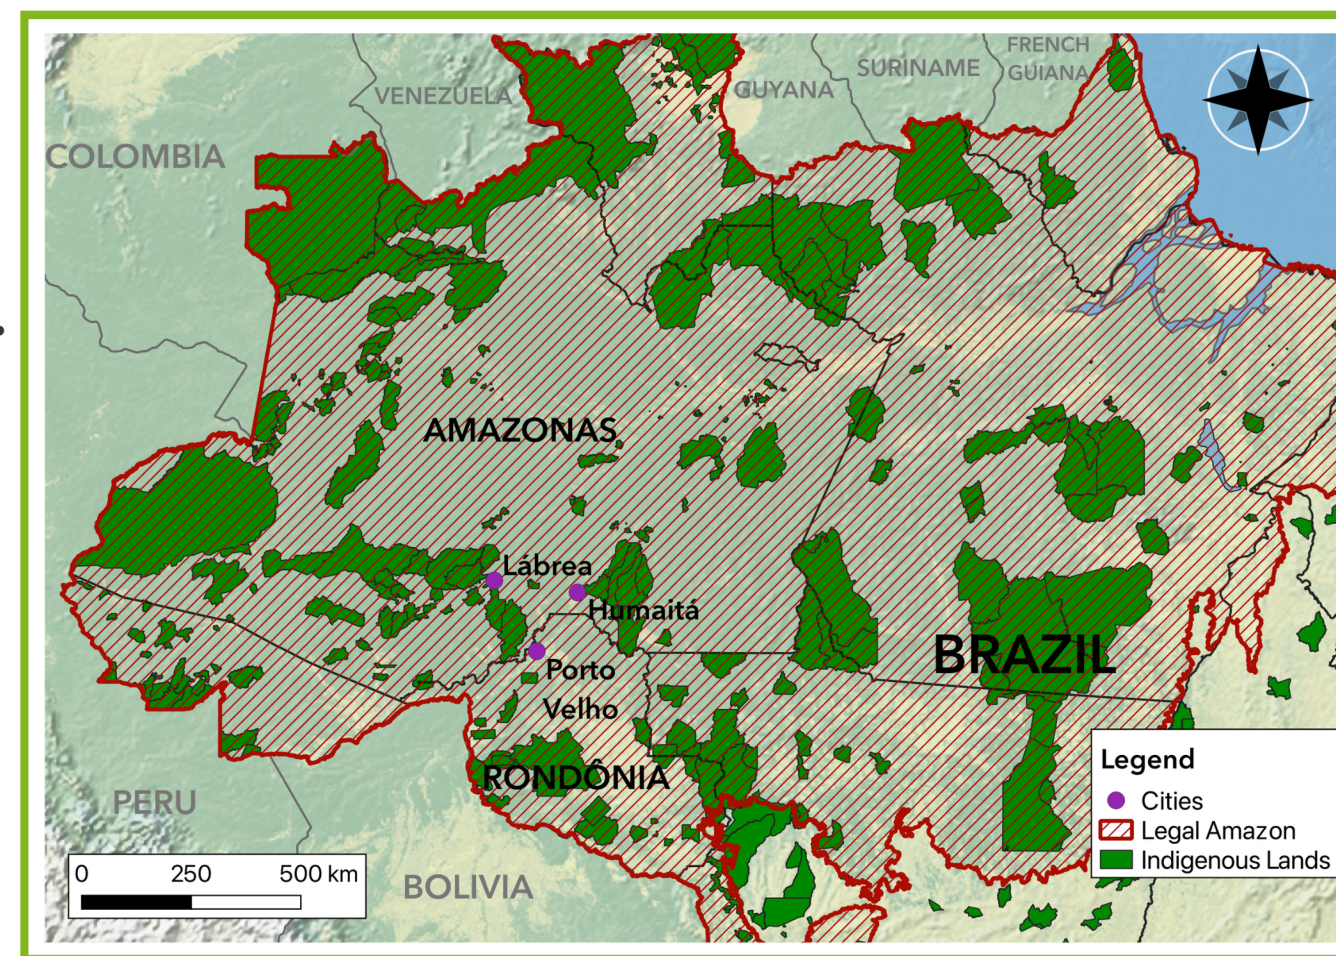 FRENCH
GUIANA
SURINAME
GUYANA
VENEZUELA
COLOMBIA
AMAZONAS
Lábrea
Humaitá
BRAZIL
Porto
Velho
RONDÔNIA
PERU
BOLIVIA
0 250 500 km
Legend
Cities
Legal Amazon
Indigenous Lands